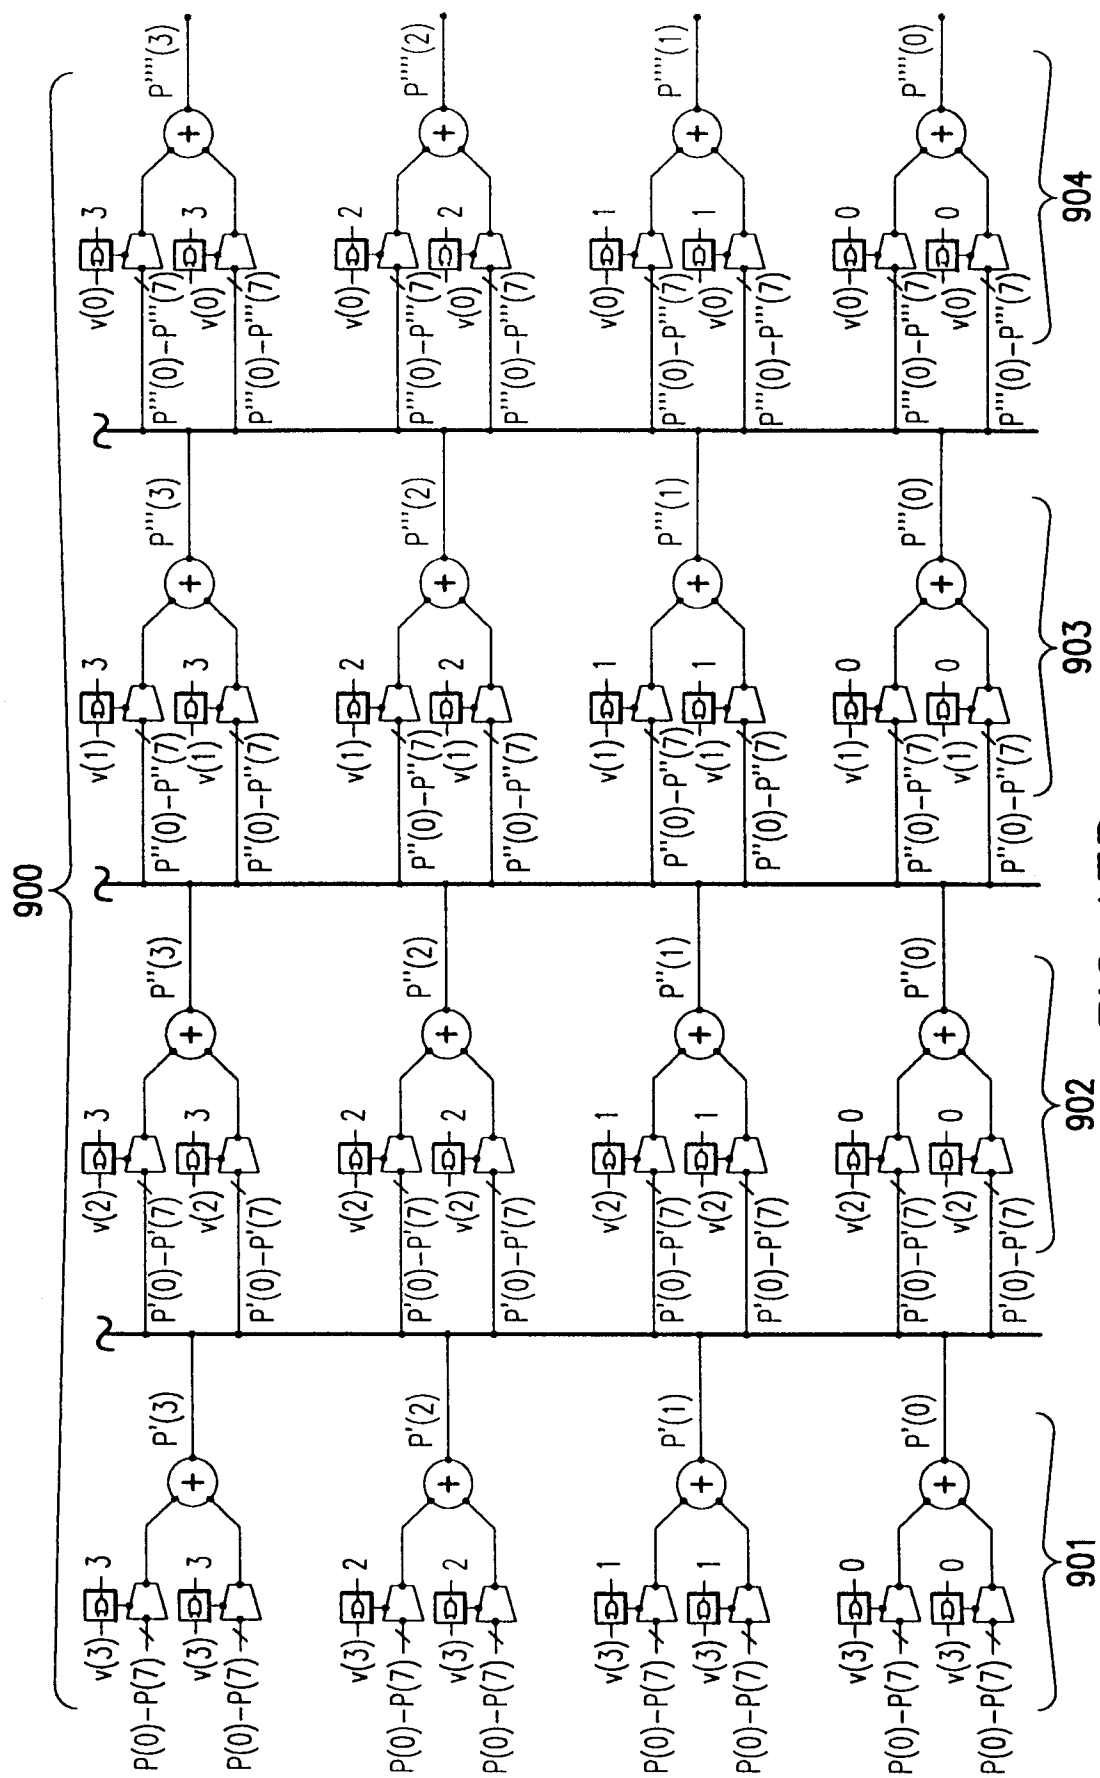 900
v(3) 3 v(2) 3 v(1) 3 v(0) 3
P(0)-P(7) P'(3) P'(0)-P'(7) P''(3) P''(0)-P''(7) P'''(3) P'''(0)-P'''(7) P''''(3)
v(3) 3 v(2) 3 v(1) 3 v(0) 3
P(0)-P(7) P'(0)-P'(7) P''(0)-P''(7) P'''(0)-P'''(7)
v(3) 2 v(2) 2 v(1) 2 v(0) 2
P(0)-P(7) P'(2) P'(0)-P'(7) P''(2) P''(0)-P''(7) P'''(2) P'''(0)-P'''(7) P''''(2)
v(3) 2 v(2) 2 v(1) 2 v(0) 2
P(0)-P(7) P'(0)-P'(7) P''(0)-P''(7) P'''(0)-P'''(7)
v(3) 1 v(2) 1 v(1) 1 v(0) 1
P(0)-P(7) P'(1) P'(0)-P'(7) P''(1) P''(0)-P''(7) P'''(1) P'''(0)-P'''(7) P''''(1)
v(3) 1 v(2) 1 v(1) 1 v(0) 1
P(0)-P(7) P'(0)-P'(7) P''(0)-P''(7) P'''(0)-P'''(7)
v(3) 0 v(2) 0 v(1) 0 v(0) 0
P(0)-P(7) P'(0) P'(0)-P'(7) P''(0) P''(0)-P''(7) P'''(0) P'''(0)-P'''(7) P''''(0)
v(3) 0 v(2) 0 v(1) 0 v(0) 0
P(0)-P(7) P'(0)-P'(7) P''(0)-P''(7) P'''(0)-P'''(7)
901 902 903 904